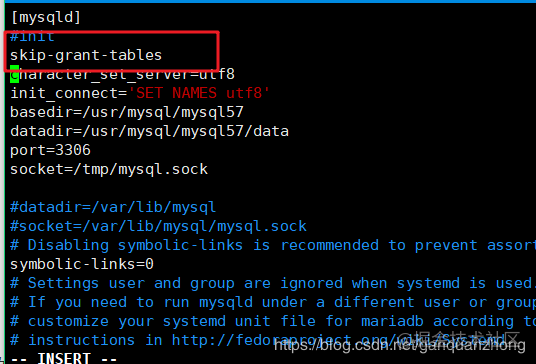 [mysqld]
#init
skip-grant-tables
character_set_server=utf8
init_connect='SET NAMES utf8'
basedir=/usr/mysql/mysql57
datadir=/usr/mysql/mysql57/data
port=3306
socket=/tmp/mysql.sock
#datadir=/var/lib/mysql
#socket=/var/lib/mysql/mysql.sock
# Disabling symbolic-links is recommended to prevent assort
symbolic-links=0
# Settings user and group are ignored when systemd is used.
# If you need to run mysqld under a different user or group
# customize your systemd unit file for mariadb according to
# instructions in http://fedoraproject.org/
@掘金技术社区
https://blog.csdn.net/ganquanzhong
-- INSERT --